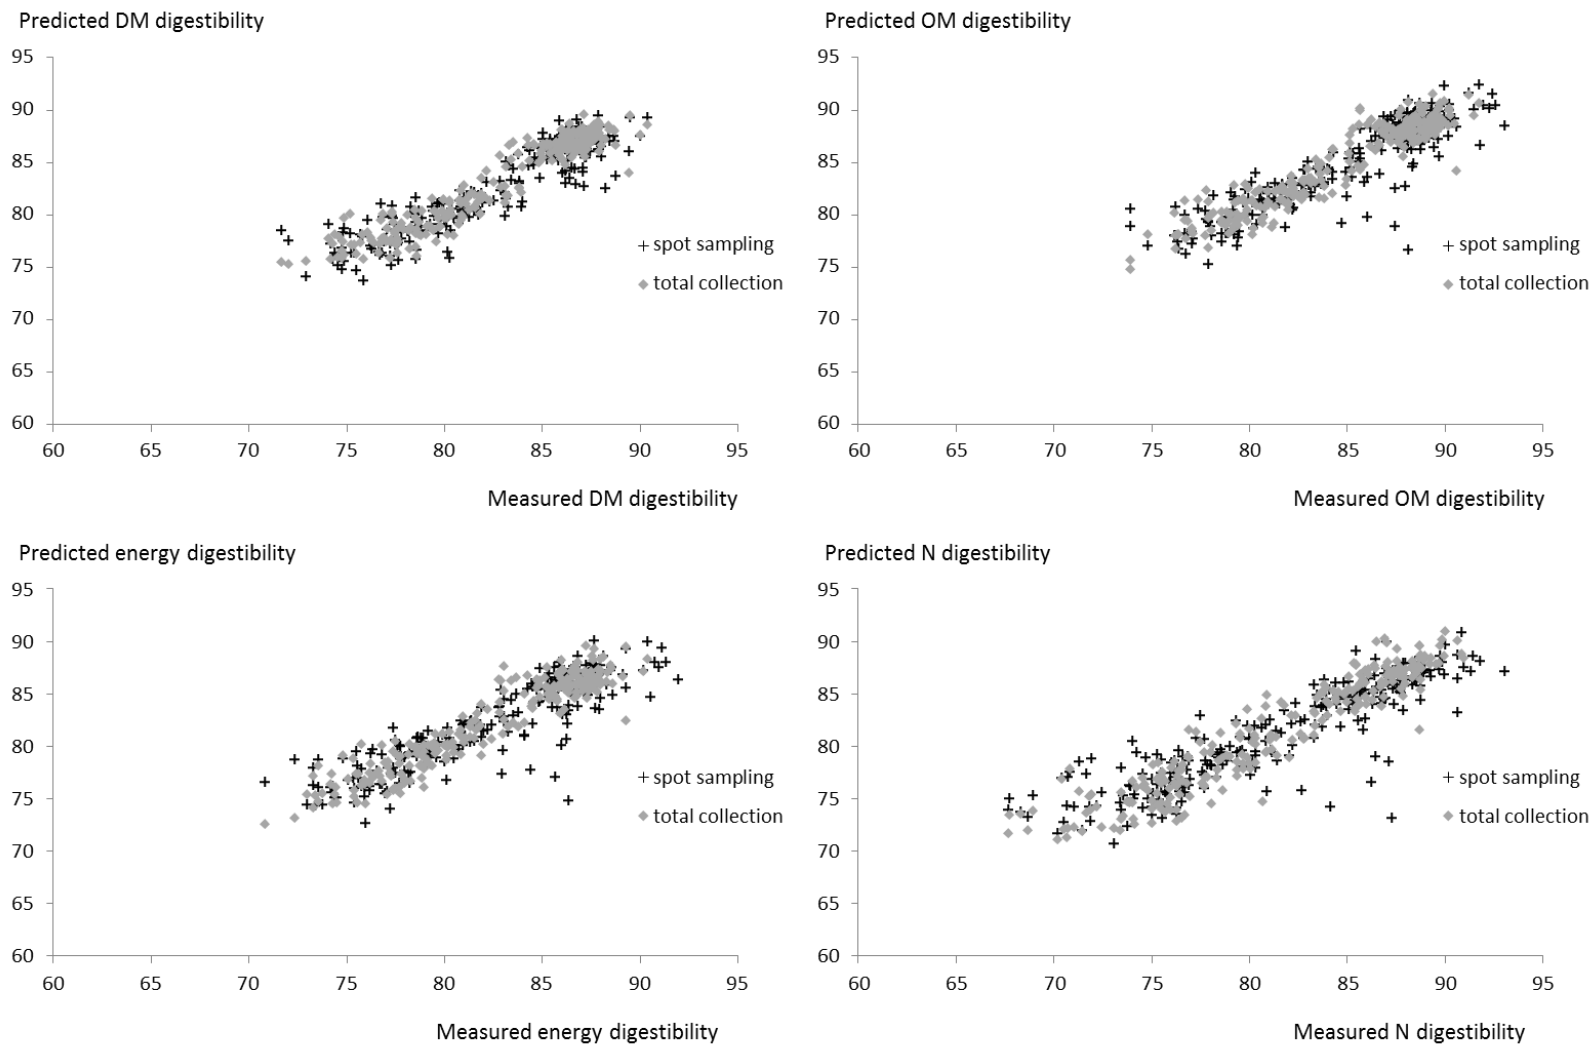 Predicted DM digestibility
95
90
85
80
75
70
65
60
60 65 70 75 80 85 90 95
Measured DM digestibility
+ spot sampling
◆ total collection
Predicted OM digestibility
95
90
85
80
75
70
65
60
60 65 70 75 80 85 90 95
Measured OM digestibility
+ spot sampling
◆ total collection
Predicted energy digestibility
95
90
85
80
75
70
65
60
60 65 70 75 80 85 90 95
Measured energy digestibility
+ spot sampling
◆ total collection
Predicted N digestibility
95
90
85
80
75
70
65
60
60 65 70 75 80 85 90 95
Measured N digestibility
+ spot sampling
◆ total collection